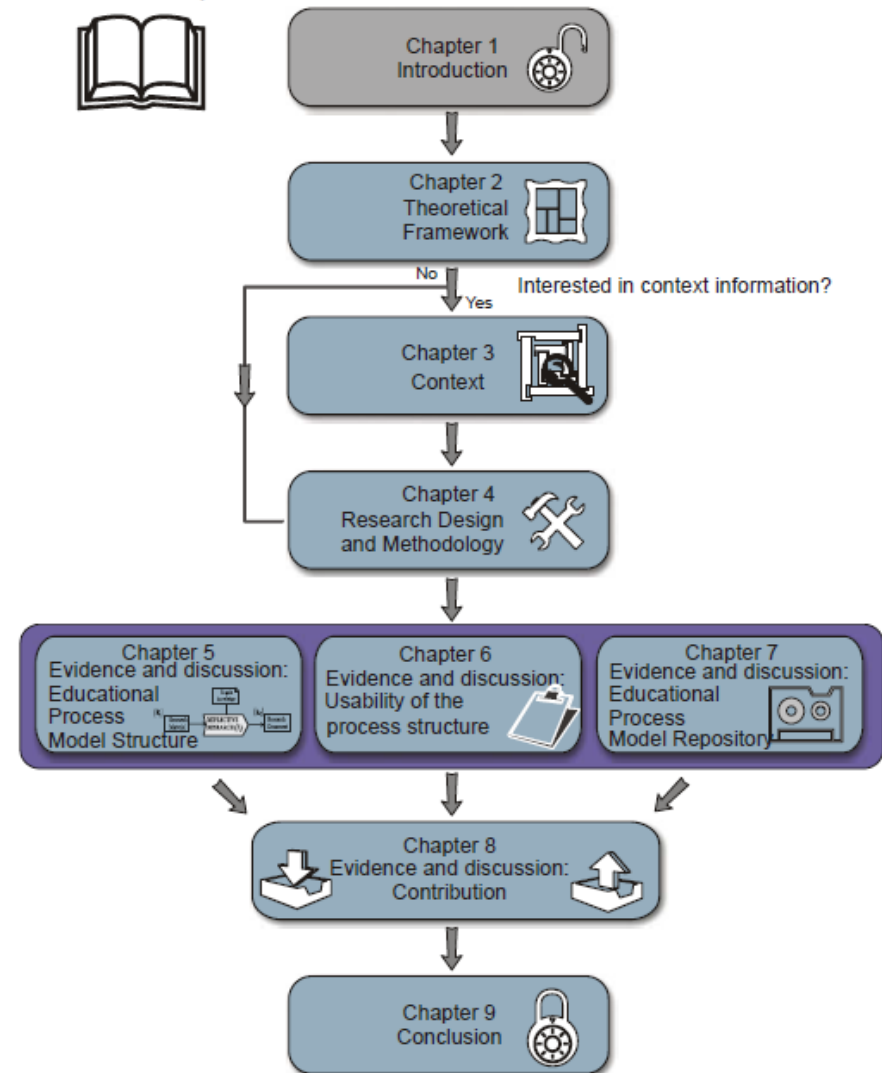 Chapter 1
Introduction
Chapter 2
Theoretical
Framework
No
Yes
Interested in context information?
Chapter 3
Context
Chapter 4
Research Design
and Methodology
Chapter 5
Evidence and discussion:
Educational
Process
Model Structure
Chapter 6
Evidence and discussion:
Usability of the
process structure
Chapter 7
Evidence and discussion:
Educational
Process
Model Repository
Chapter 8
Evidence and discussion:
Contribution
Chapter 9
Conclusion